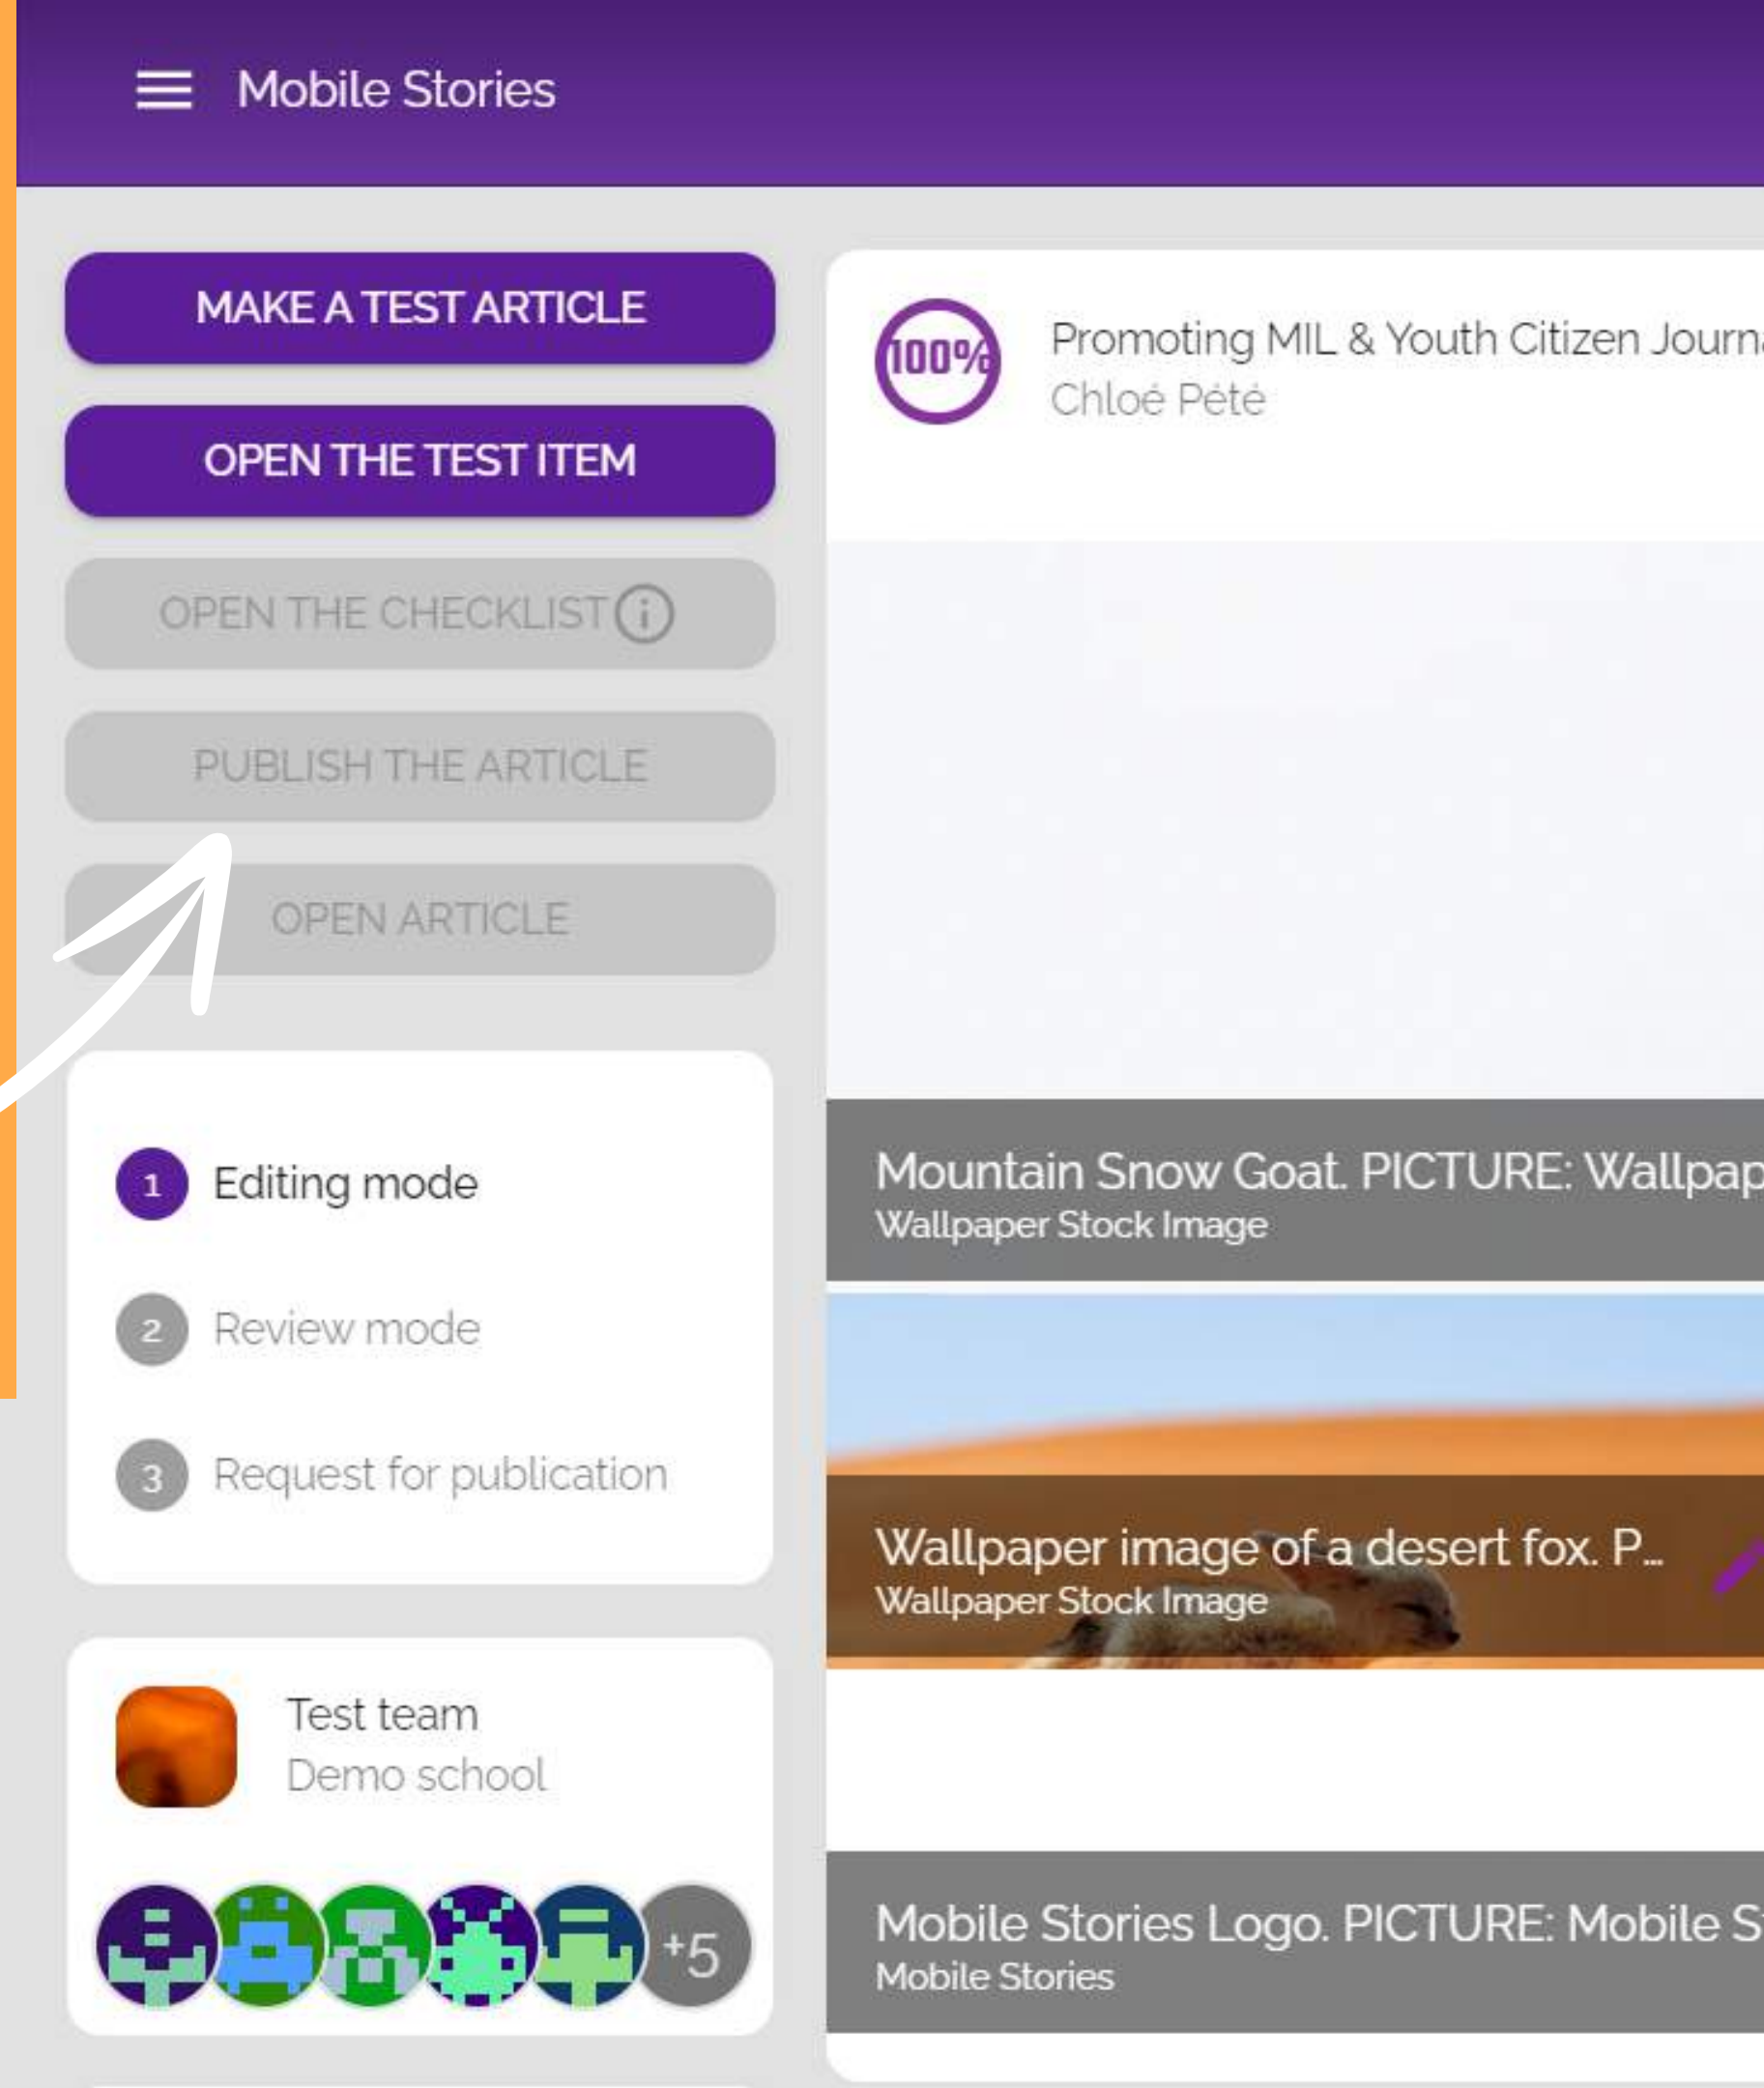 Mobile Stories
MAKE A TEST ARTICLE
OPEN THE TEST ITEM
OPEN THE CHECKLIST
PUBLISH THE ARTICLE
OPEN ARTICLE
1 Editing mode
2 Review mode
3 Request for publication
Test team
Demo school
+5
100%
Promoting MIL & Youth Citizen
Chloé Pété
Mountain Snow Goat. PICTURE:
Wallpaper Stock Image
Wallpaper image of a desert fox. P...
Wallpaper Stock Image
Mobile Stories Logo. PICTURE: Mobile
Mobile Stories